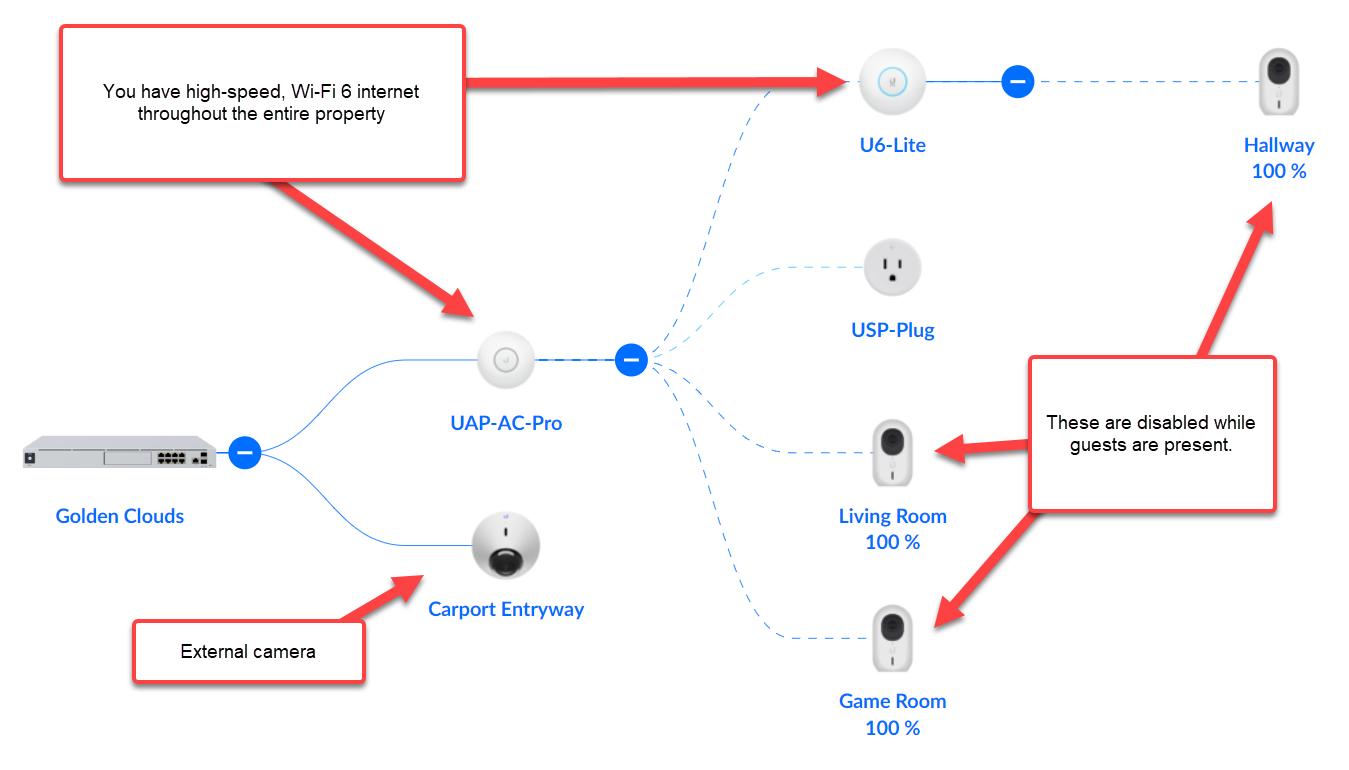 You have high-speed, Wi-Fi 6 internet
throughout the entire property
U6-Lite
Hallway
100 %
USP-Plug
UAP-AC-Pro
These are disabled while
guests are present.
Golden Clouds
Living Room
100 %
Carport Entryway
External camera
Game Room
100 %